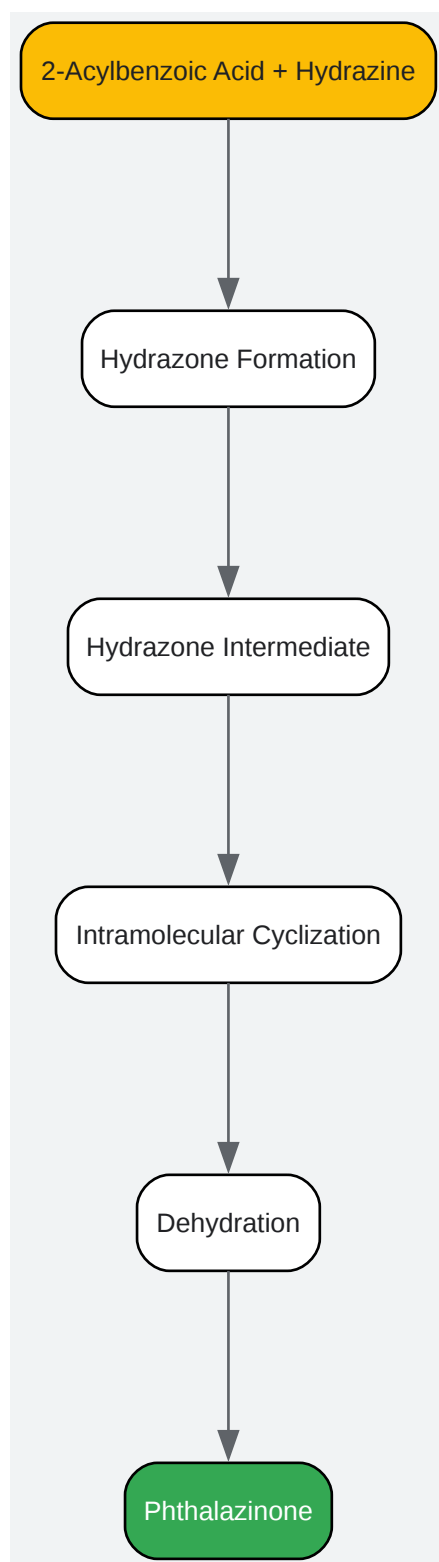 2-Acylbenzoic Acid + Hydrazine
Hydrazone Formation
Hydrazone Intermediate
Intramolecular Cyclization
Dehydration
Phthalazinone